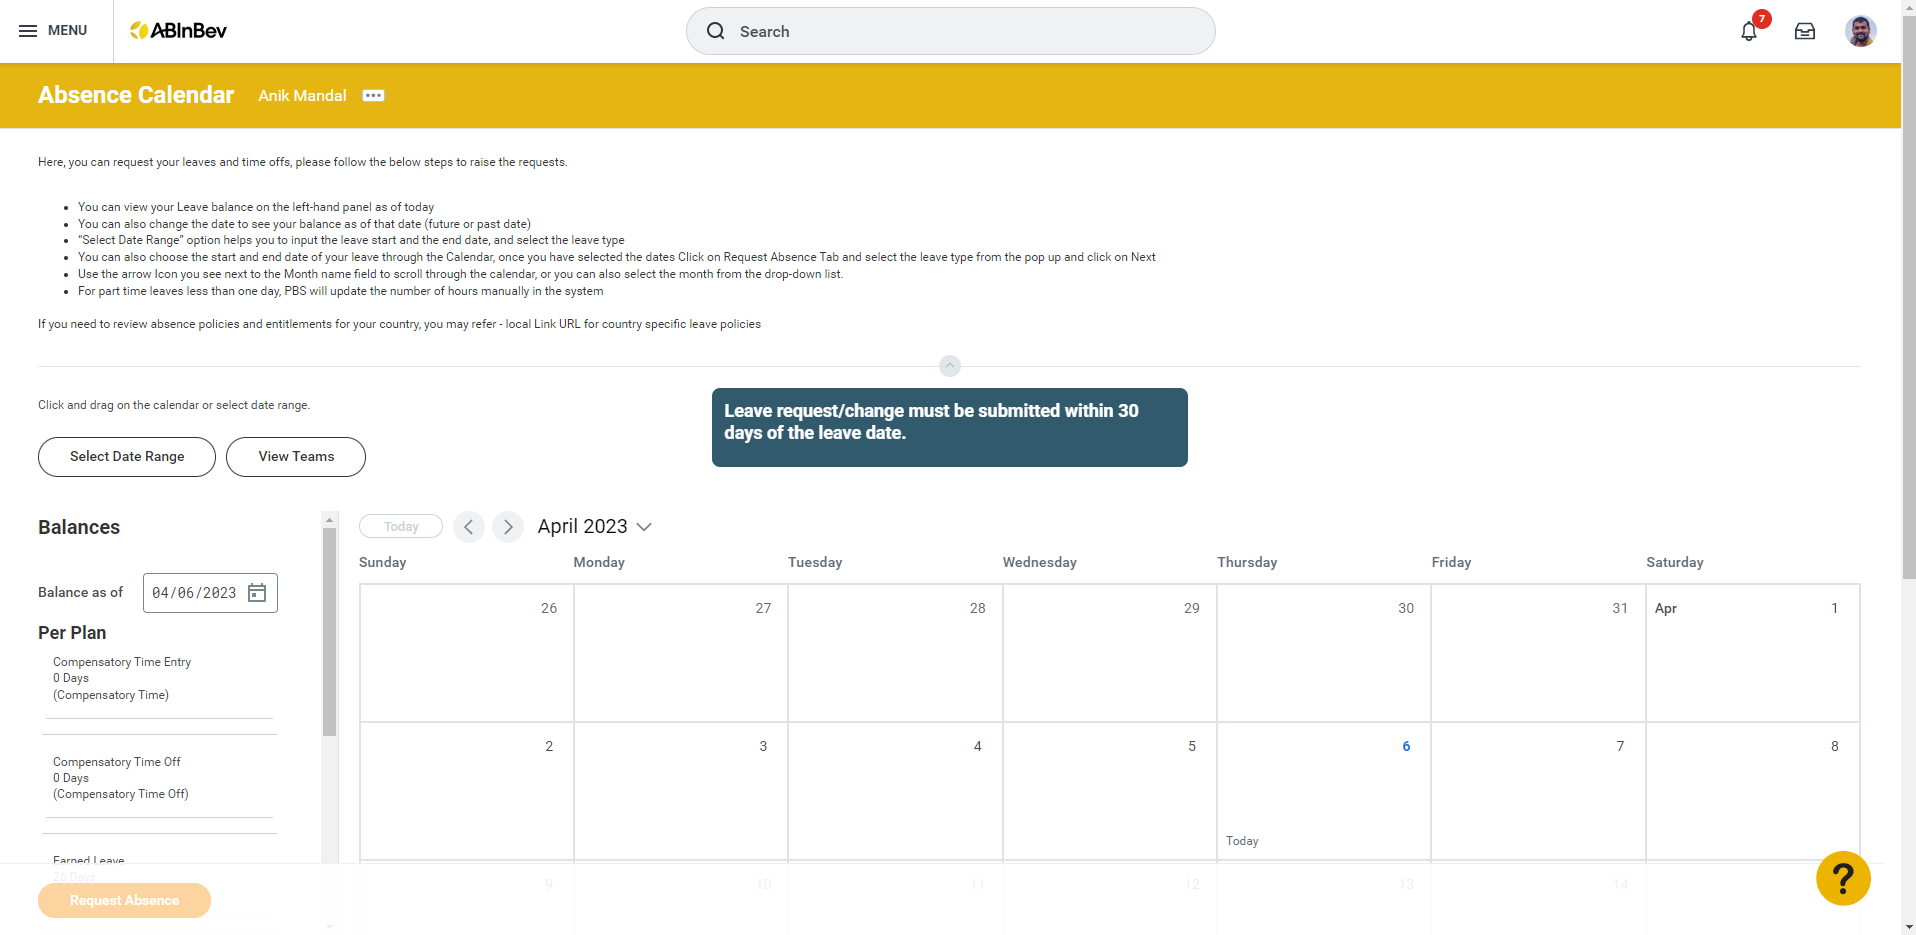 MENU
ABInBev
Search
7
Absence Calendar
Anik Mandal
Here, you can request your leaves and time offs, please follow the below steps to raise the requests.
You can view your Leave balance on the left-hand panel as of today
You can also change the date to see your balance as of that date (future or past date)
“Select Date Range” option helps you to input the leave start and the end date, and select the leave type
You can also choose the start and end date of your leave through the Calendar, once you have selected the dates Click on Request Absence Tab and select the leave type from the pop up and click on Next
Use the arrow Icon you see next to the Month name field to scroll through the calendar, or you can also select the month from the drop-down list.
For part time leaves less than one day, PBS will update the number of hours manually in the system
If you need to review absence policies and entitlements for your country, you may refer - local Link URL for country specific leave policies
Click and drag on the calendar or select date range.
Leave request/change must be submitted within 30
days of the leave date.
Select Date Range
View Teams
Balances
Balance as of
04/06/2023
Per Plan
Compensatory Time Entry
0 Days
(Compensatory Time)
Compensatory Time Off
0 Days
(Compensatory Time Off)
Earned Leave
26 Days
Request Absence
Today
April 2023
Sunday Monday Tuesday Wednesday Thursday Friday Saturday
26 27 28 29 30 31 Apr 1
2 3 4 5 6 7 8
Today
9 10 11 12 13 14
?